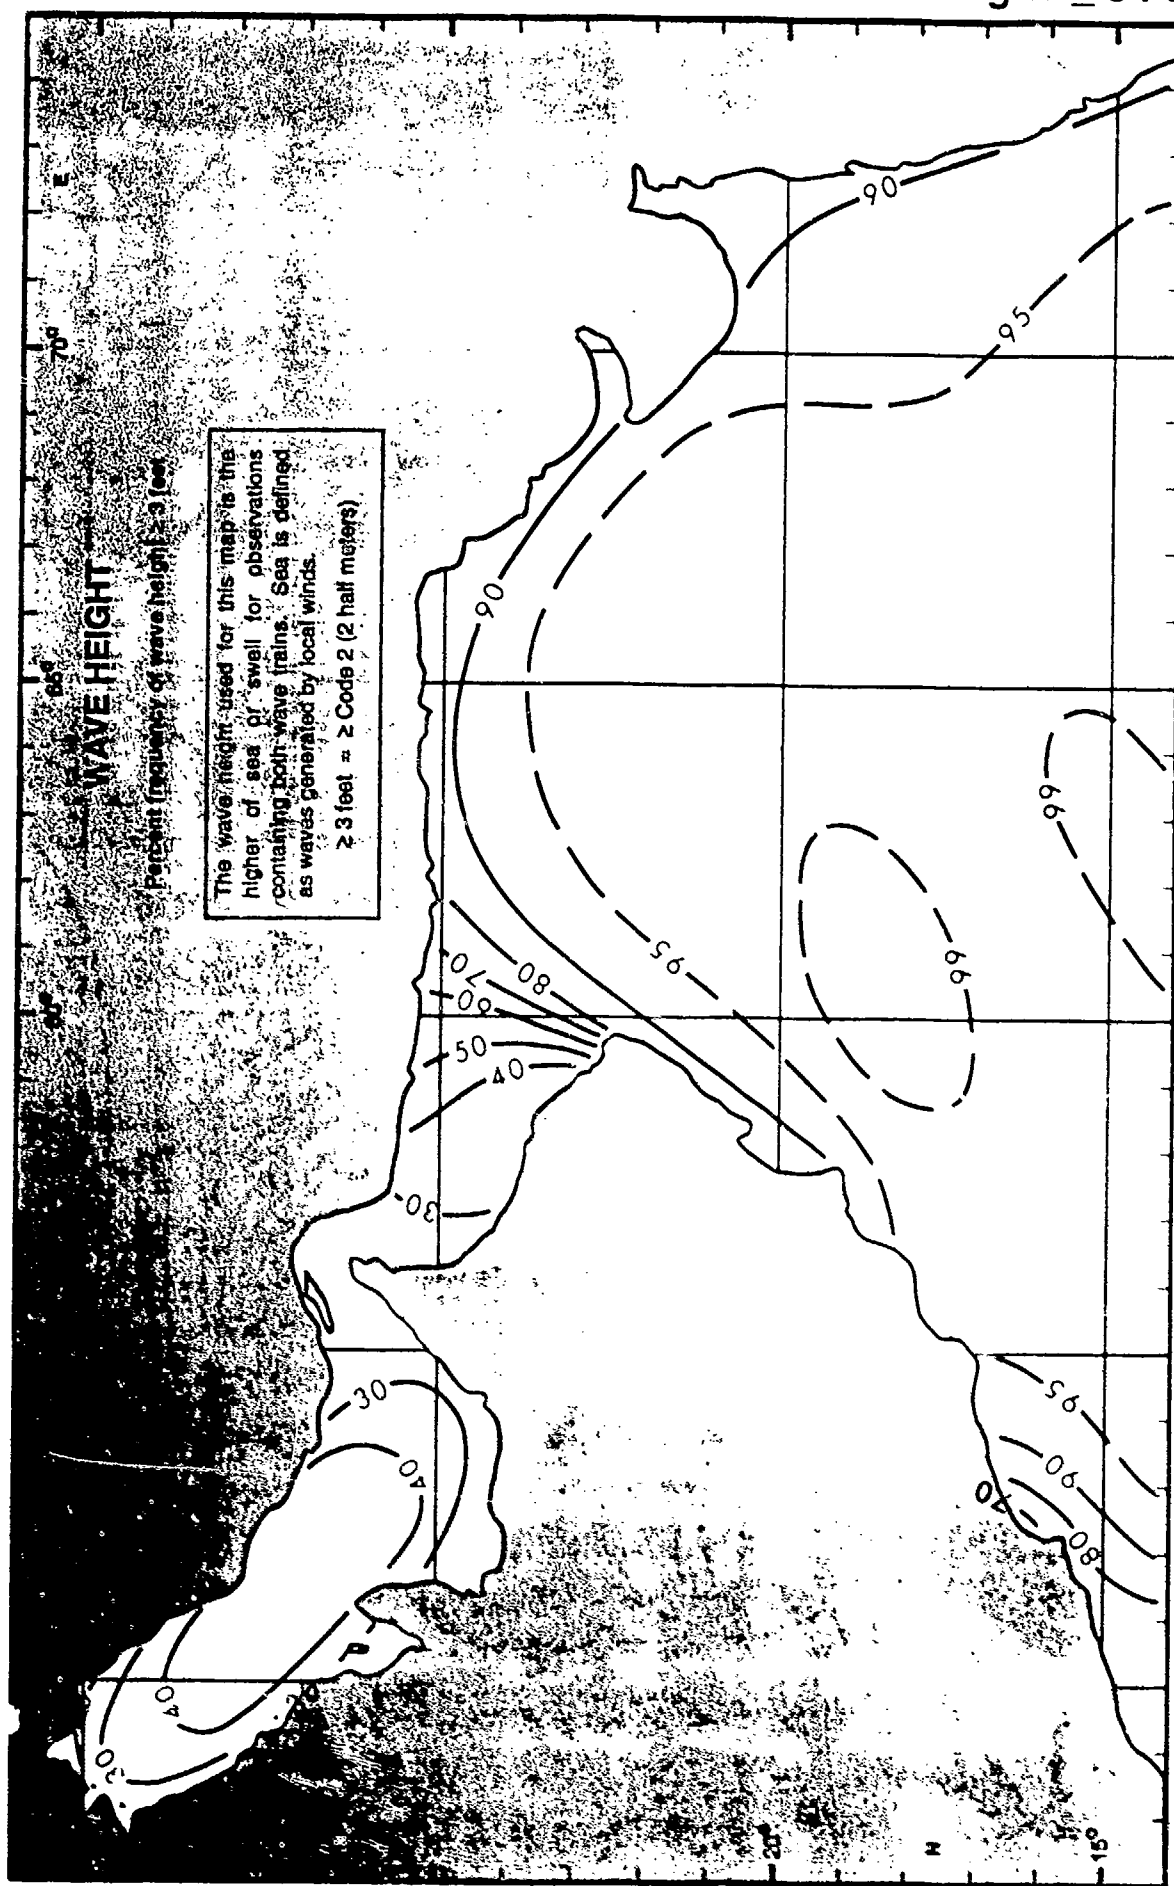 WAVE HEIGHT
Percent frequency of wave height ≥ 3 feet
The wave height used for this map is the
higher of sea or swell for observations
containing both wave trains. Sea is defined
as waves generated by local winds.
≥ 3 feet = ≥ Code 2 (2 half meters)
60°
65°
70°
E
20°
N
15°
30
40
40
30
30
40
50
60
70
80
90
95
90
95
99
99
95
90
80
70